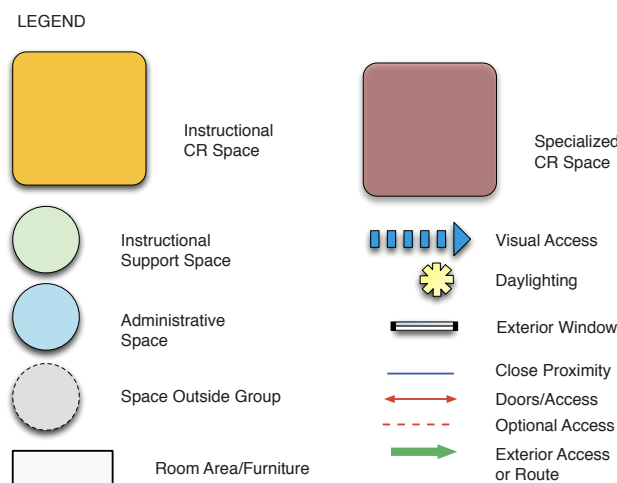 LEGEND
Instructional
CR Space
Specialized
CR Space
Instructional
Support Space
Visual Access
Daylighting
Administrative
Space
Exterior Window
Space Outside Group
Close Proximity
Doors/Access
Optional Access
Exterior Access
or Route
Room Area/Furniture